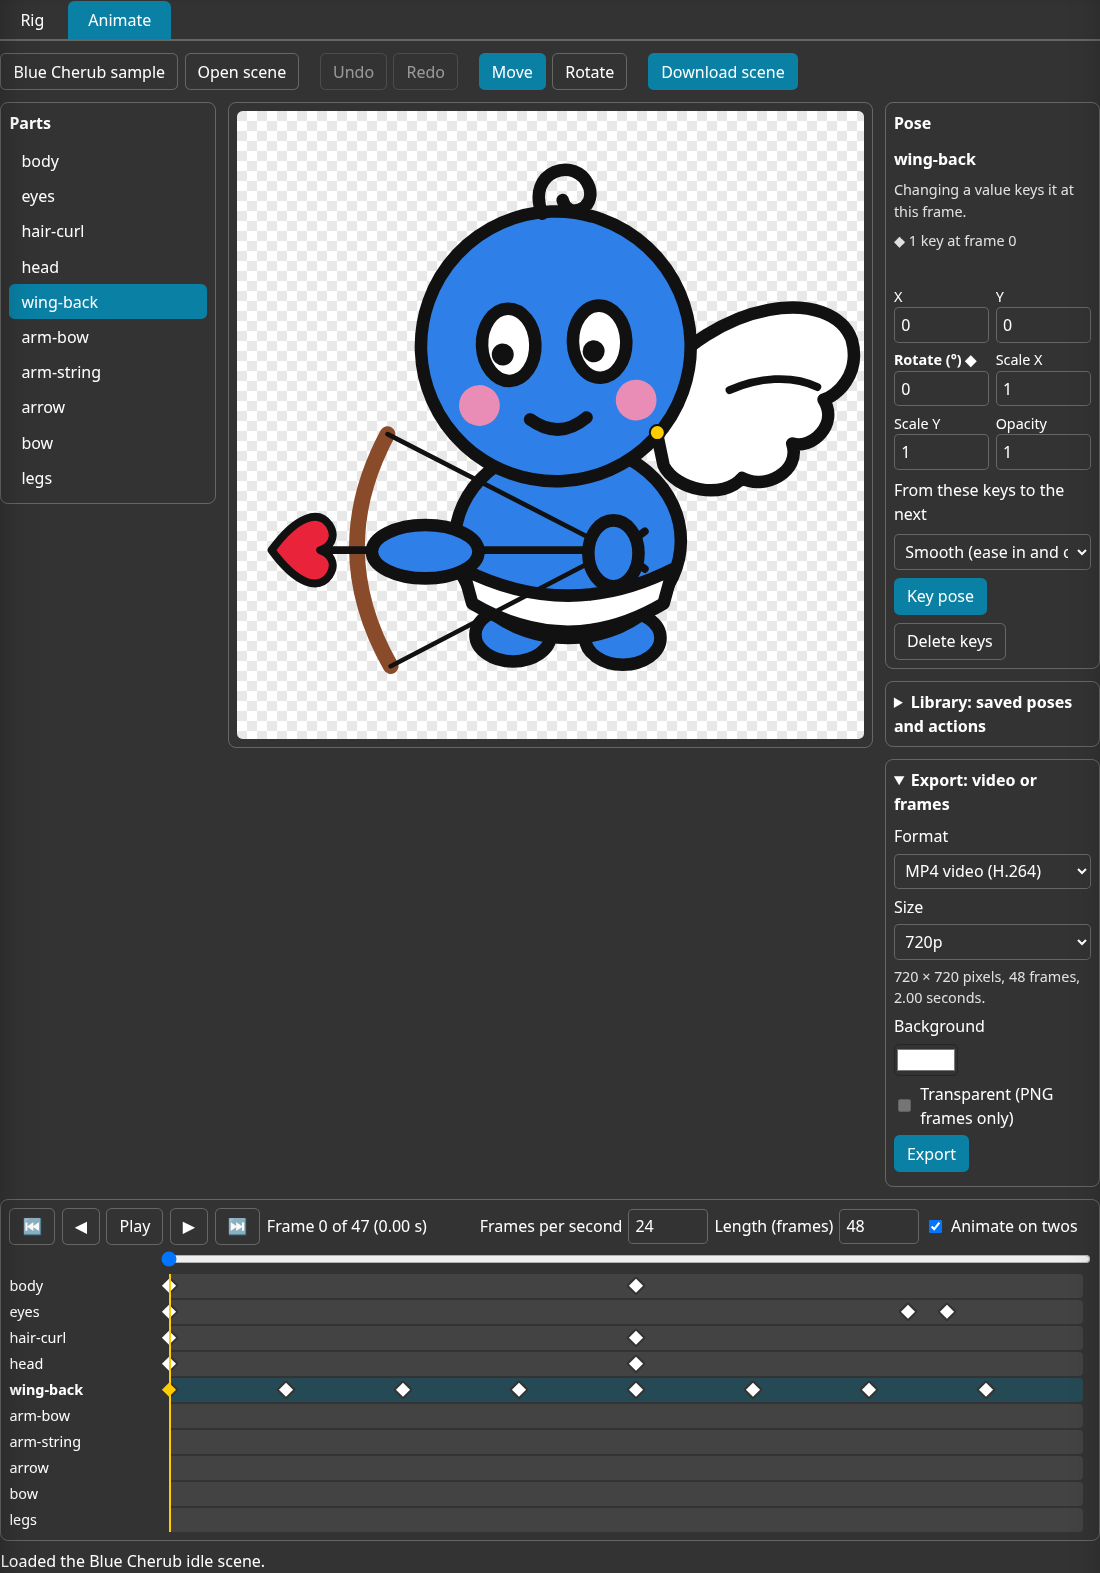 Rig Animate
Blue Cherub sample Open scene Undo Redo Move Rotate Download scene
Parts
body
eyes
hair-curl
head
wing-back
arm-bow
arm-string
arrow
bow
legs
Pose
wing-back
Changing a value keys it at
this frame.
◆ 1 key at frame 0
X Y
0 0
Rotate (°) ◆ Scale X
0 1
Scale Y Opacity
1 1
From these keys to the
next
Smooth (ease in and
Key pose
Delete keys
Library: saved poses
and actions
Export: video or
frames
Format
MP4 video (H.264)
Size
720p
720 × 720 pixels, 48 frames,
2.00 seconds.
Background
Transparent (PNG
frames only)
Export
Play Frame 0 of 47 (0.00 s) Frames per second 24 Length (frames) 48 Animate on twos
body
eyes
hair-curl
head
wing-back
arm-bow
arm-string
arrow
bow
legs
Loaded the Blue Cherub idle scene.